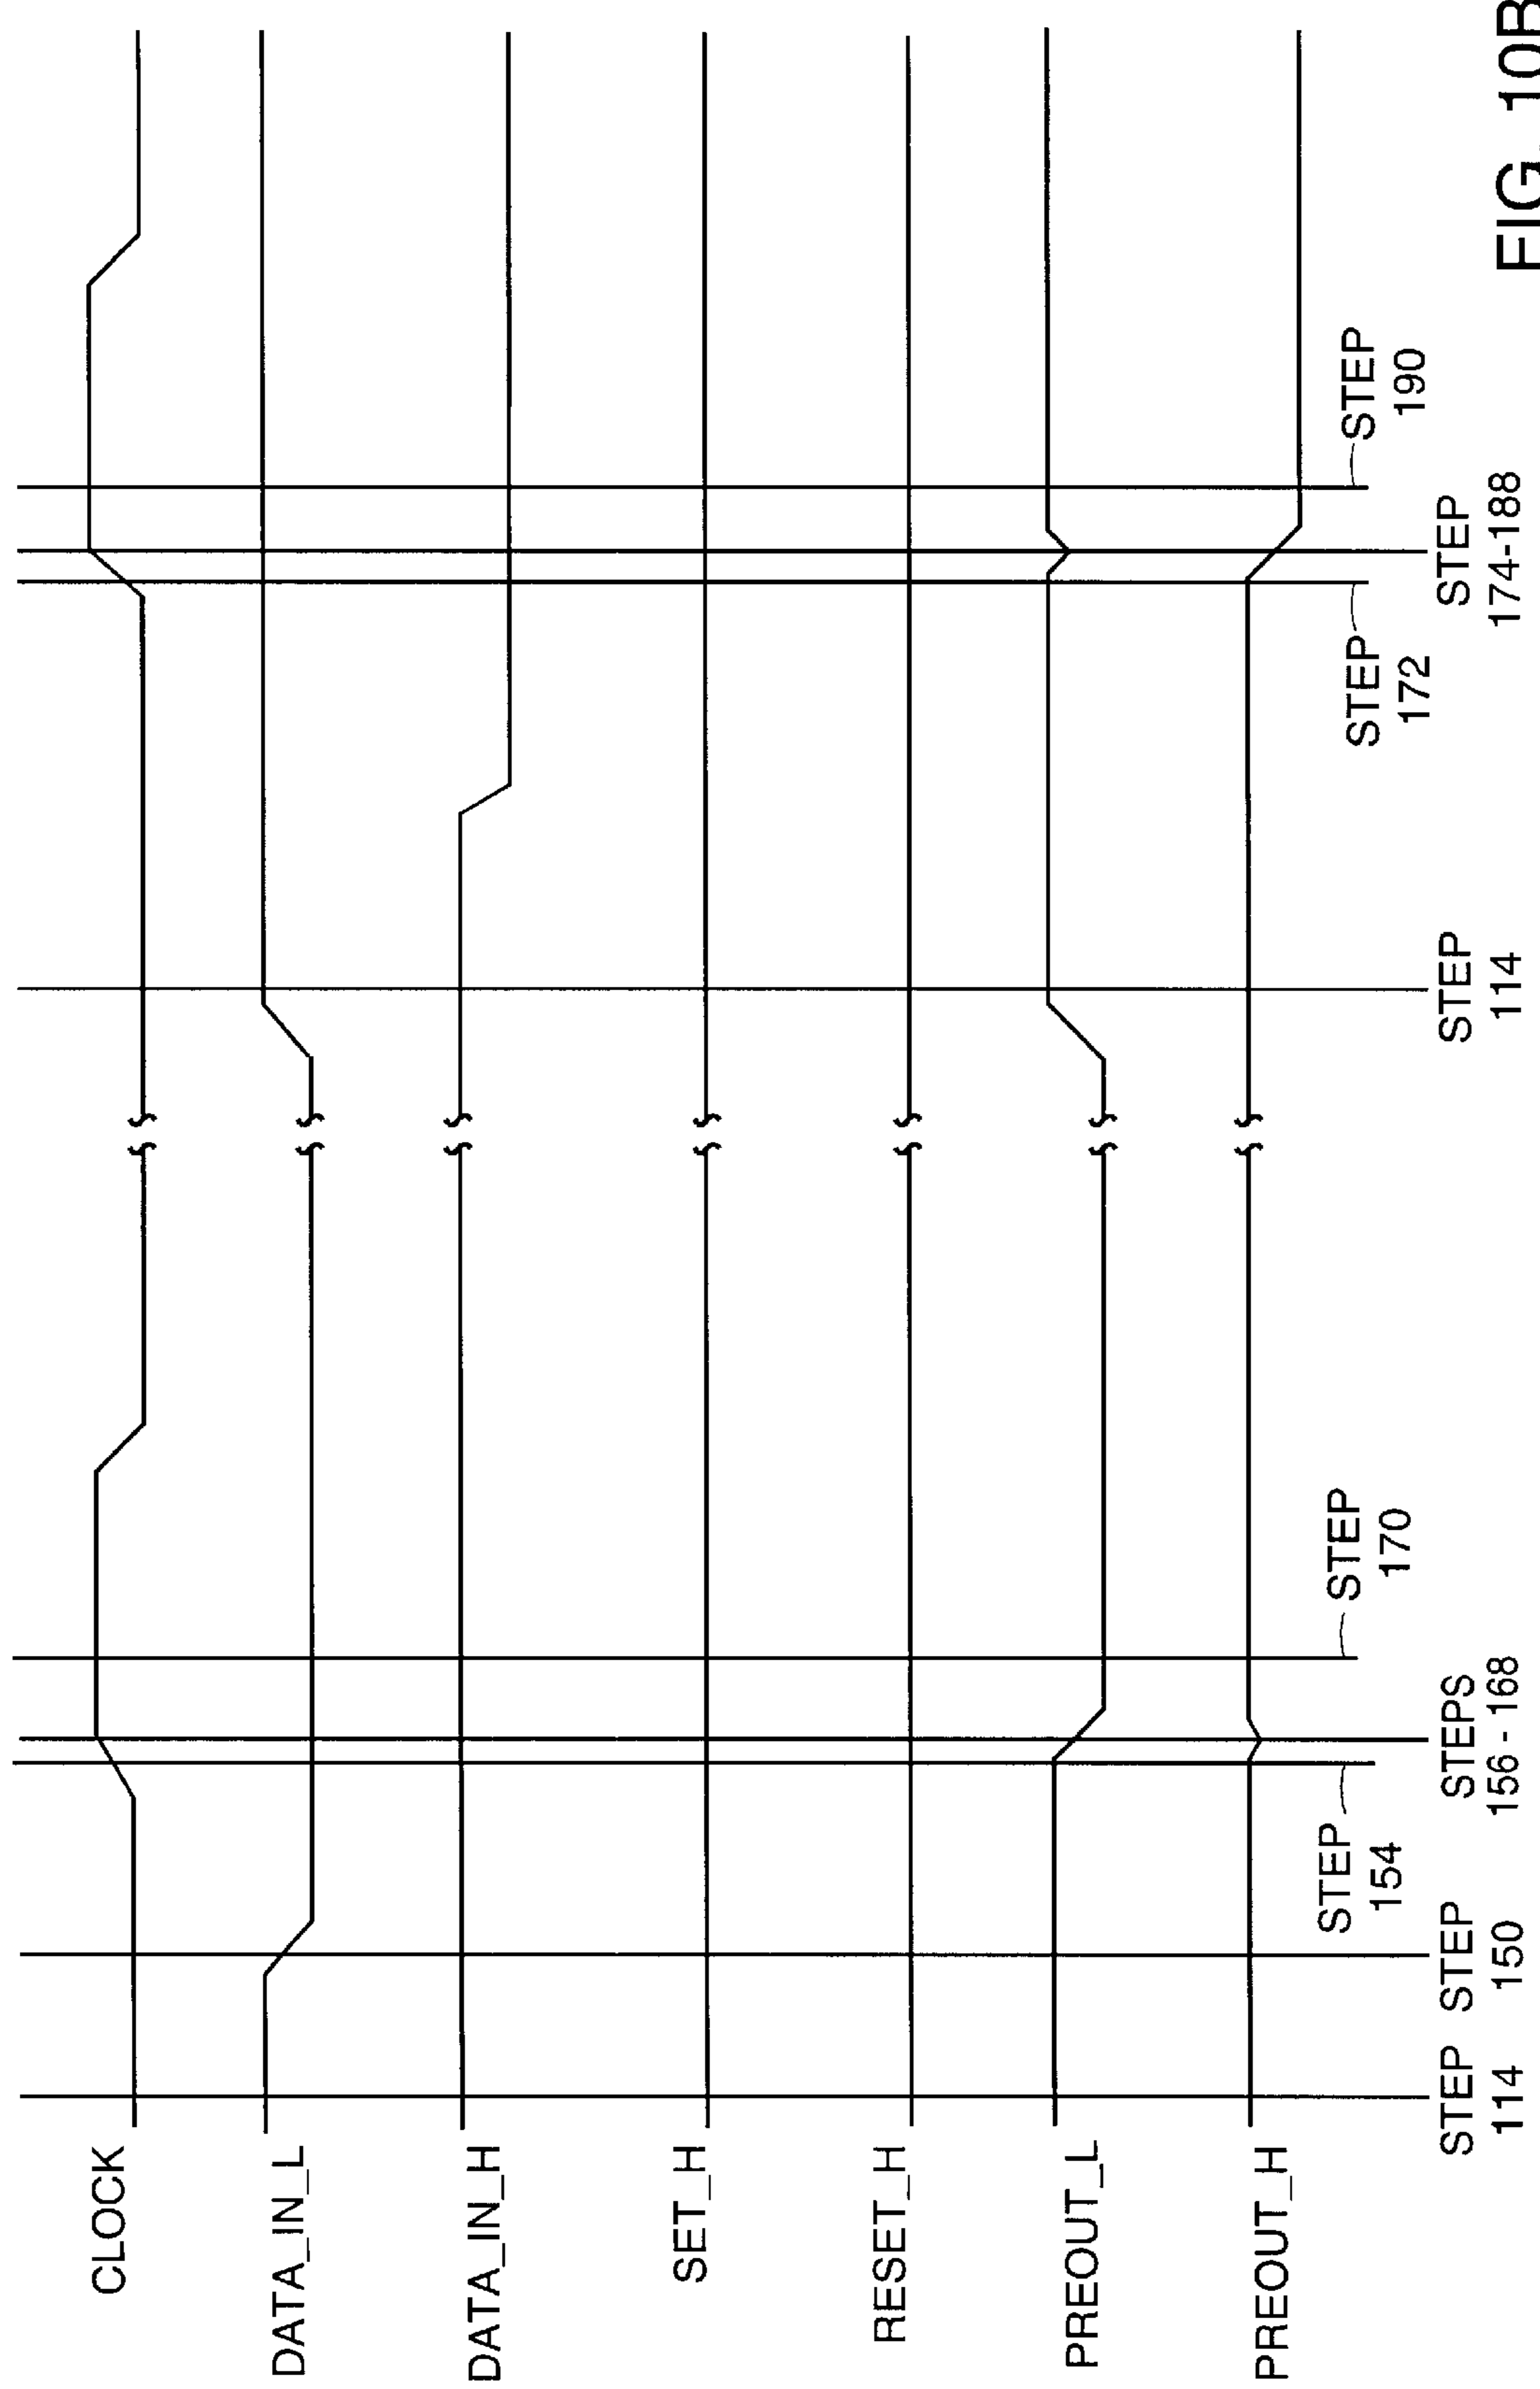 CLOCK
DATA_IN_L
DATA_IN_H
SET_H
RESET_H
PREOUT_L
PREOUT_H
STEP
114
STEP
150
STEP
154
STEPS
156 - 168
STEP
170
STEP
114
STEP
172
STEP
174-188
STEP
190
FIG. 10B